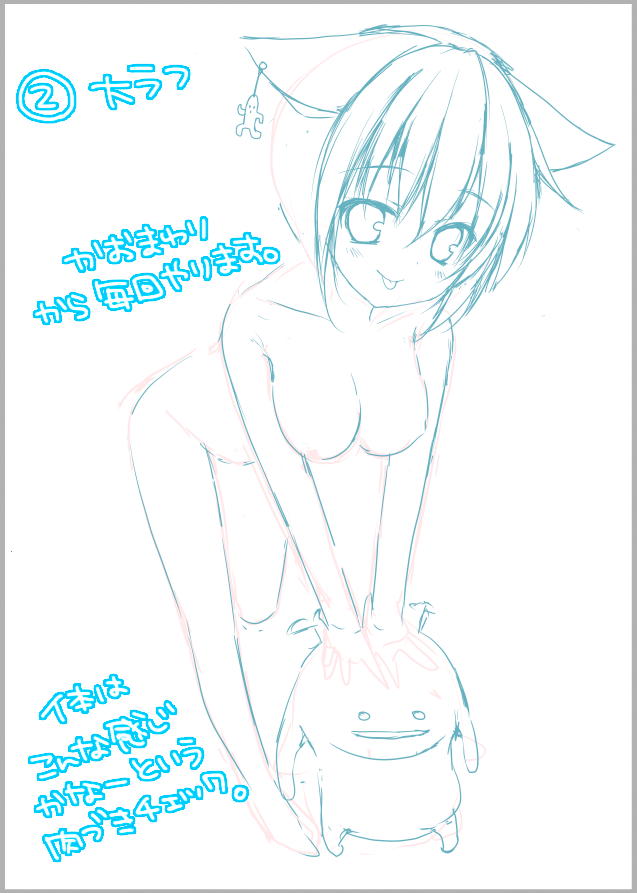 ② 大ラフ
かおまわり
から毎回やります。
体は
こんな感じ
かなーという
肉づきチェック。